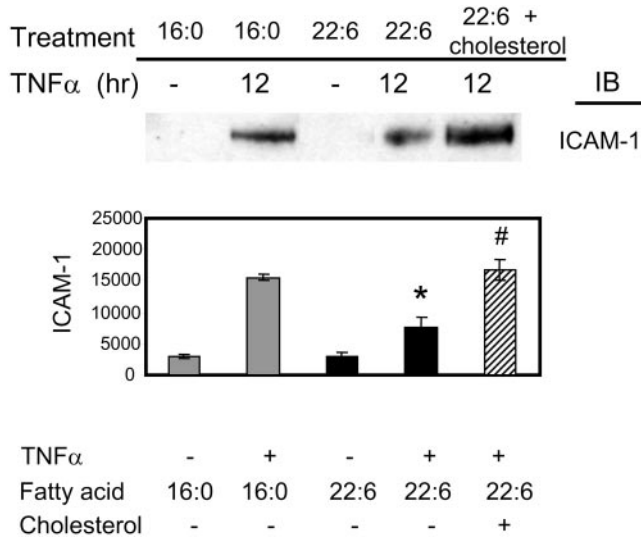 Treatment 16:0 16:0 22:6 22:6 22:6 + cholesterol
TNFα (hr) - 12 - 12 12 IB
ICAM-1
25000
20000
15000
10000
5000
0
ICAM-1
* #
TNFα - + - + +
Fatty acid 16:0 16:0 22:6 22:6 22:6
Cholesterol - - - - +